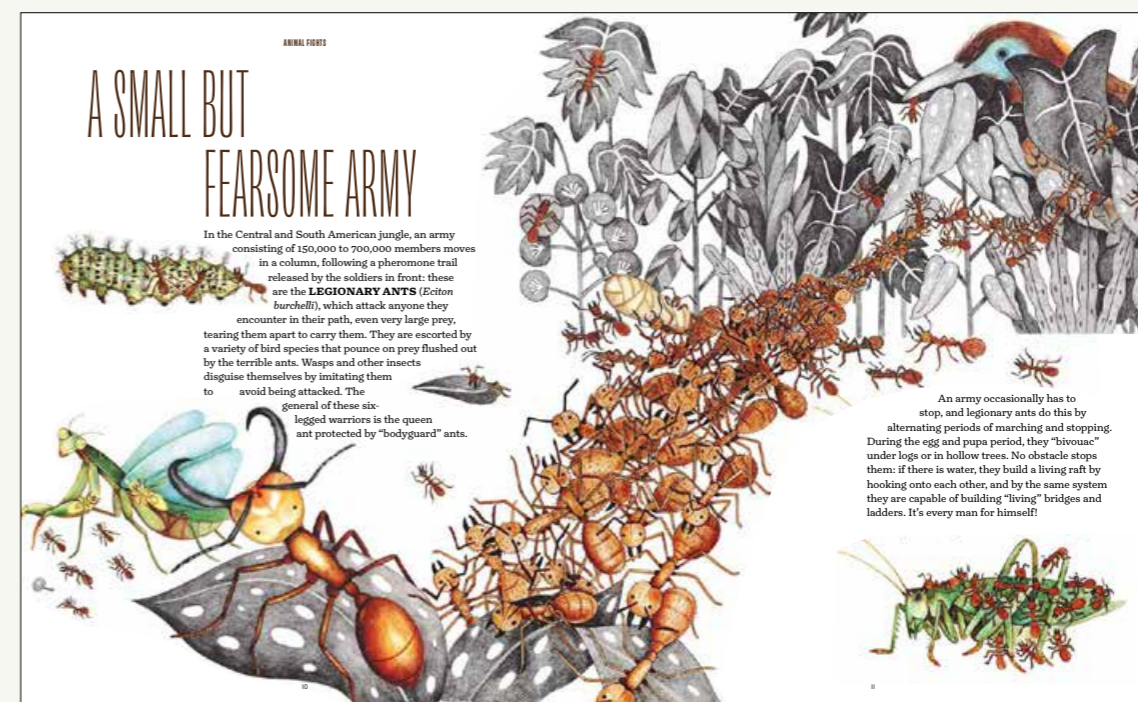 ANIMAL FIGHTS
A SMALL BUT
FEARSOME ARMY
In the Central and South American jungle, an army
consisting of 150,000 to 700,000 members moves
in a column, following a pheromone trail
released by the soldiers in front: these
are the LEGIONARY ANTS (Eciton
burchelli), which attack anyone they
encounter in their path, even very large prey,
tearing them apart to carry them. They are escorted by
a variety of bird species that pounce on prey flushed out
by the terrible ants. Wasps and other insects
disguise themselves by imitating them
to avoid being attacked. The
general of these six-
legged warriors is the queen
ant protected by “bodyguard” ants.
10
An army occasionally has to
stop, and legionary ants do this by
alternating periods of marching and stopping.
During the egg and pupa period, they “bivouac”
under logs or in hollow trees. No obstacle stops
them: if there is water, they build a living raft by
hooking onto each other, and by the same system
they are capable of building “living” bridges and
ladders. It’s every man for himself!
11